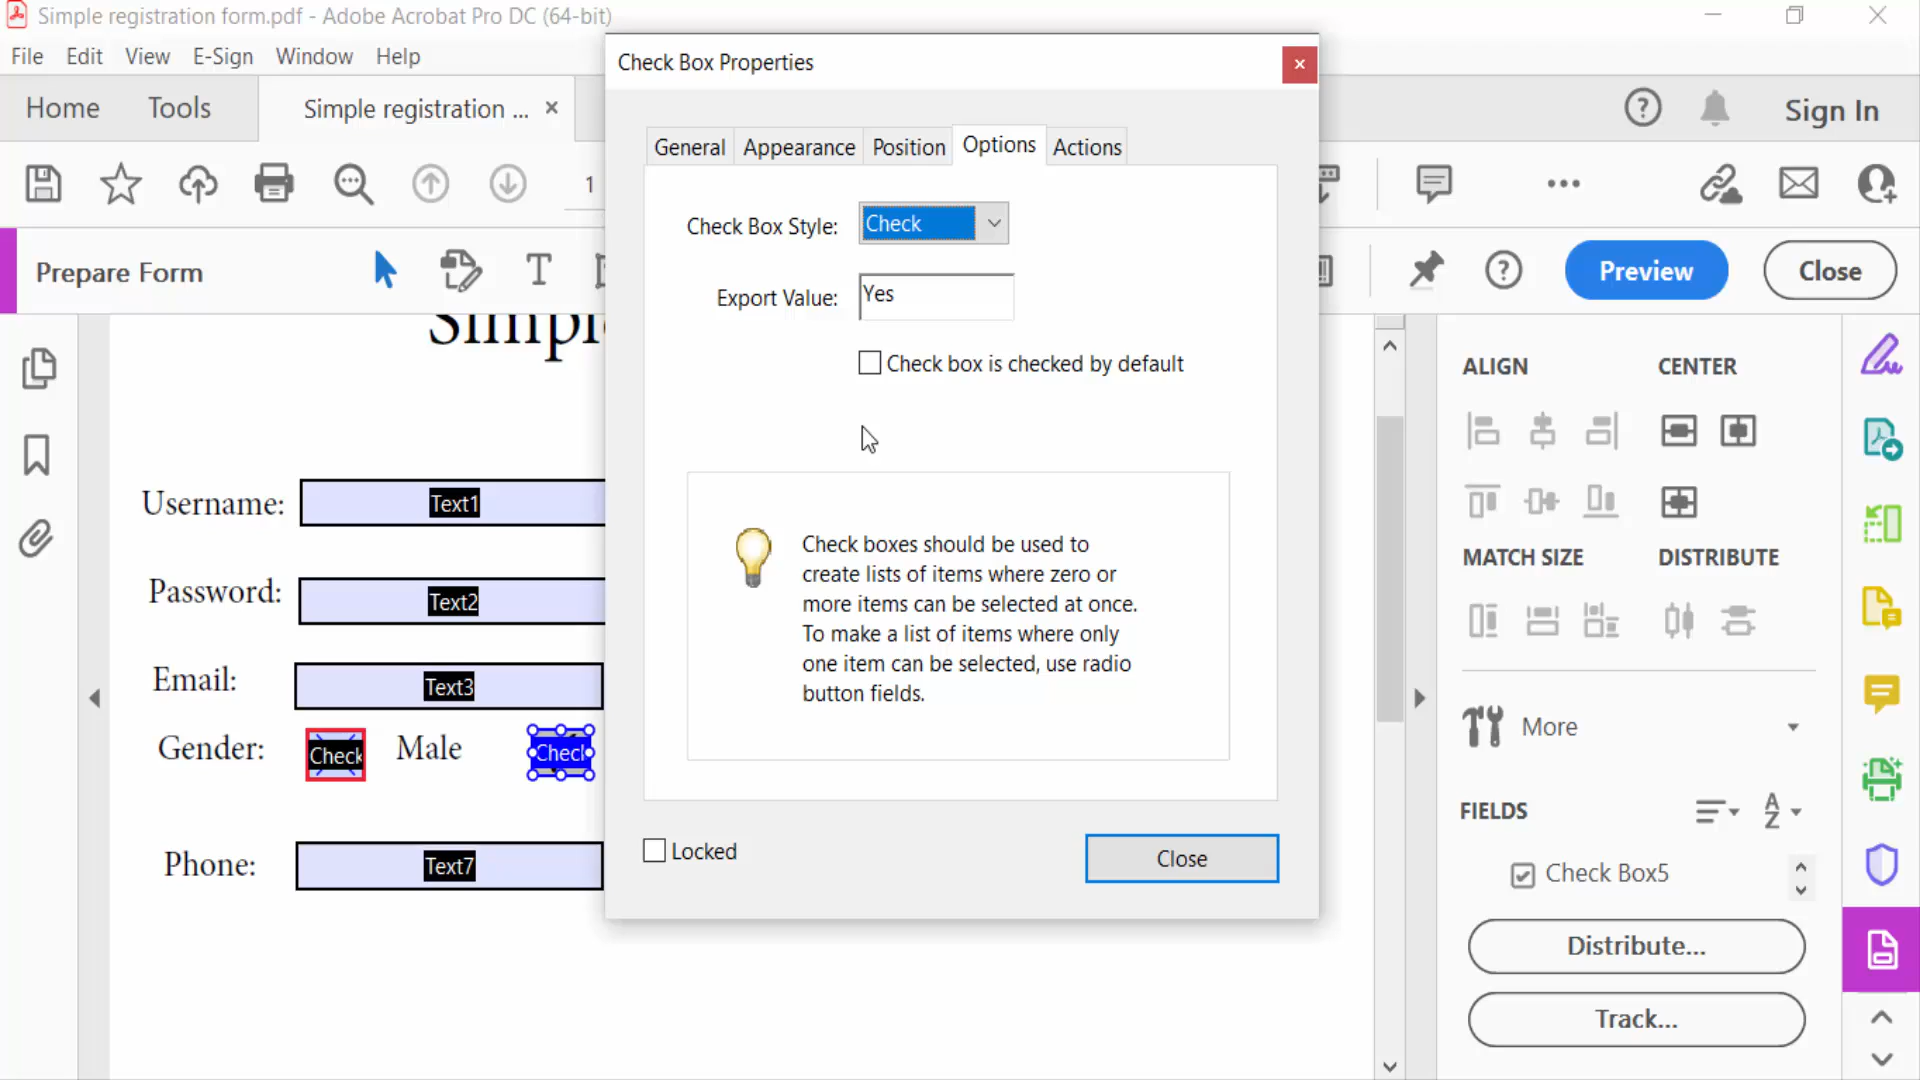 Simple registration form.pdf - Adobe Acrobat Pro DC (64-bit)
File Edit View E-Sign Window Help
Home Tools Simple registration ... ×
Sign In
1
Prepare Form
Preview Close
Check Box Properties
General Appearance Position Options Actions
Check Box Style: Check
Export Value: Yes
Check box is checked by default
Check boxes should be used to
create lists of items where zero or
more items can be selected at once.
To make a list of items where only
one item can be selected, use radio
button fields.
Locked
Close
Simpl
Username: Text1
Password: Text2
Email: Text3
Gender: Check Male Check
Phone: Text7
ALIGN CENTER
MATCH SIZE DISTRIBUTE
More
FIELDS
A
Z
Check Box5
Distribute...
Track...